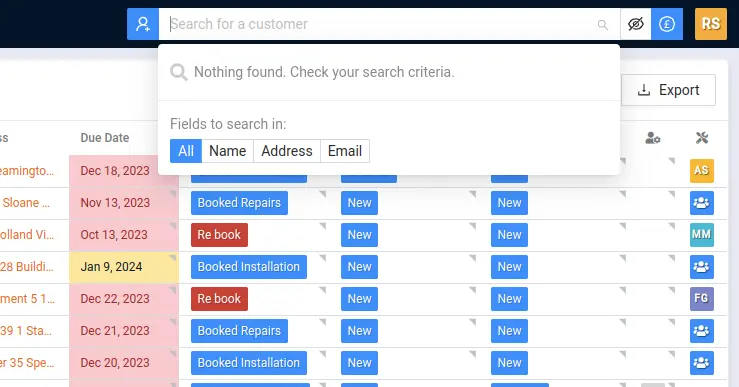 Search for a customer
£
RS
Nothing found. Check your search criteria.
Export
Fields to search in:
All Name Address Email
ss Due Date
eamingto... Dec 18, 2023 AS
Sloane ... Nov 13, 2023 Booked Repairs New New
olland Vi... Oct 13, 2023 Re book New New MM
28 Buildi... Jan 9, 2024 Booked Installation New New
ment 5 1... Dec 22, 2023 Re book New New FG
39 1 Sta... Dec 21, 2023 Booked Repairs New New
er 35 Spe... Dec 20, 2023 Booked Installation New New